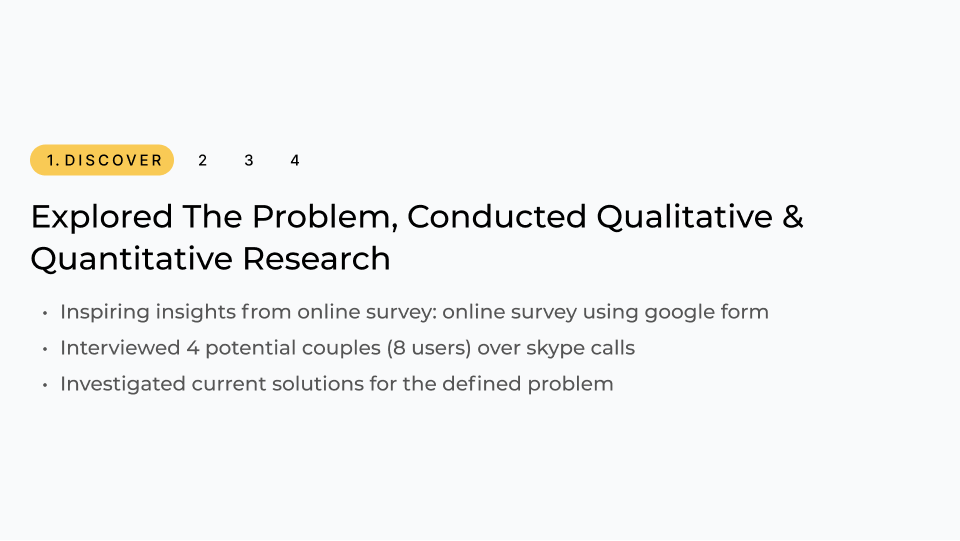 1. DISCOVER 2 3 4
Explored The Problem, Conducted Qualitative &
Quantitative Research
• Inspiring insights from online survey: online survey using google form
• Interviewed 4 potential couples (8 users) over skype calls
• Investigated current solutions for the defined problem